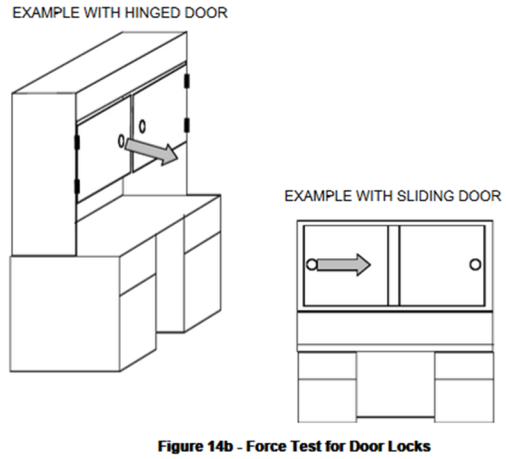 EXAMPLE WITH HINGED DOOR
EXAMPLE WITH SLIDING DOOR
Figure 14b - Force Test for Door Locks